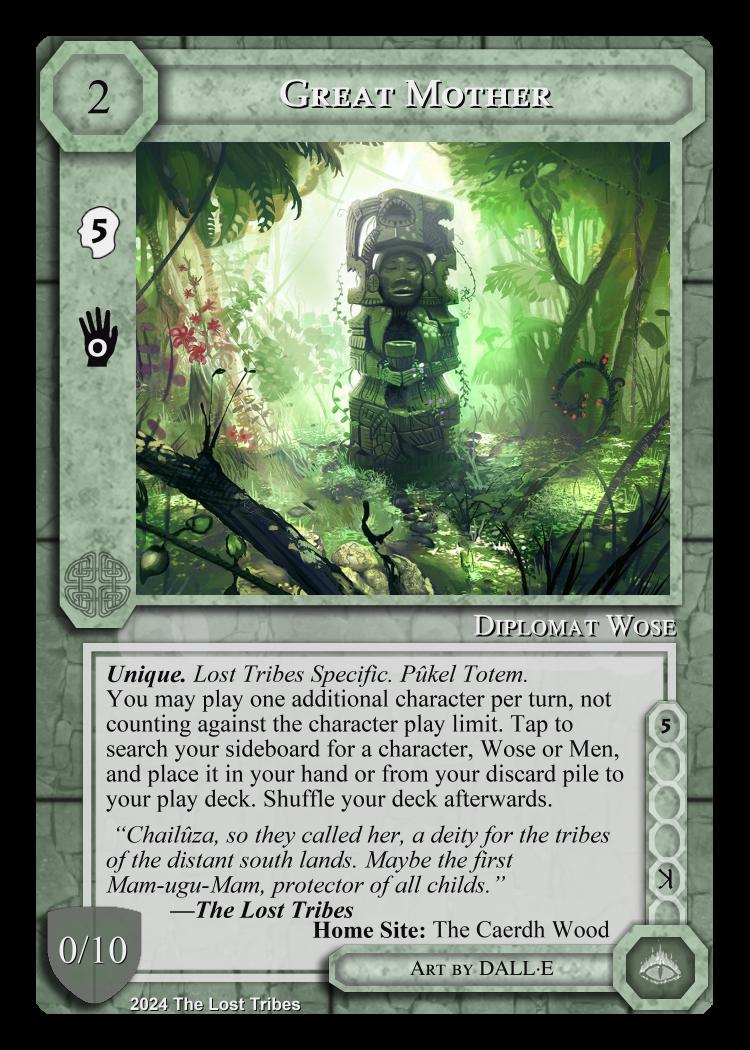 2
Great Mother
5
0
Diplomat Wose
Unique. Lost Tribes Specific. Pûkel Totem.
You may play one additional character per turn, not
counting against the character play limit. Tap to
search your sideboard for a character, Wose or Men,
and place it in your hand or from your discard pile to
your play deck. Shuffle your deck afterwards.
5
“Chailûza, so they called her, a deity for the tribes
of the distant south lands. Maybe the first
Mam-ugu-Mam, protector of all childs.”
—The Lost Tribes
Home Site: The Caerdh Wood
0/10
Art by DALL·E
2024 The Lost Tribes